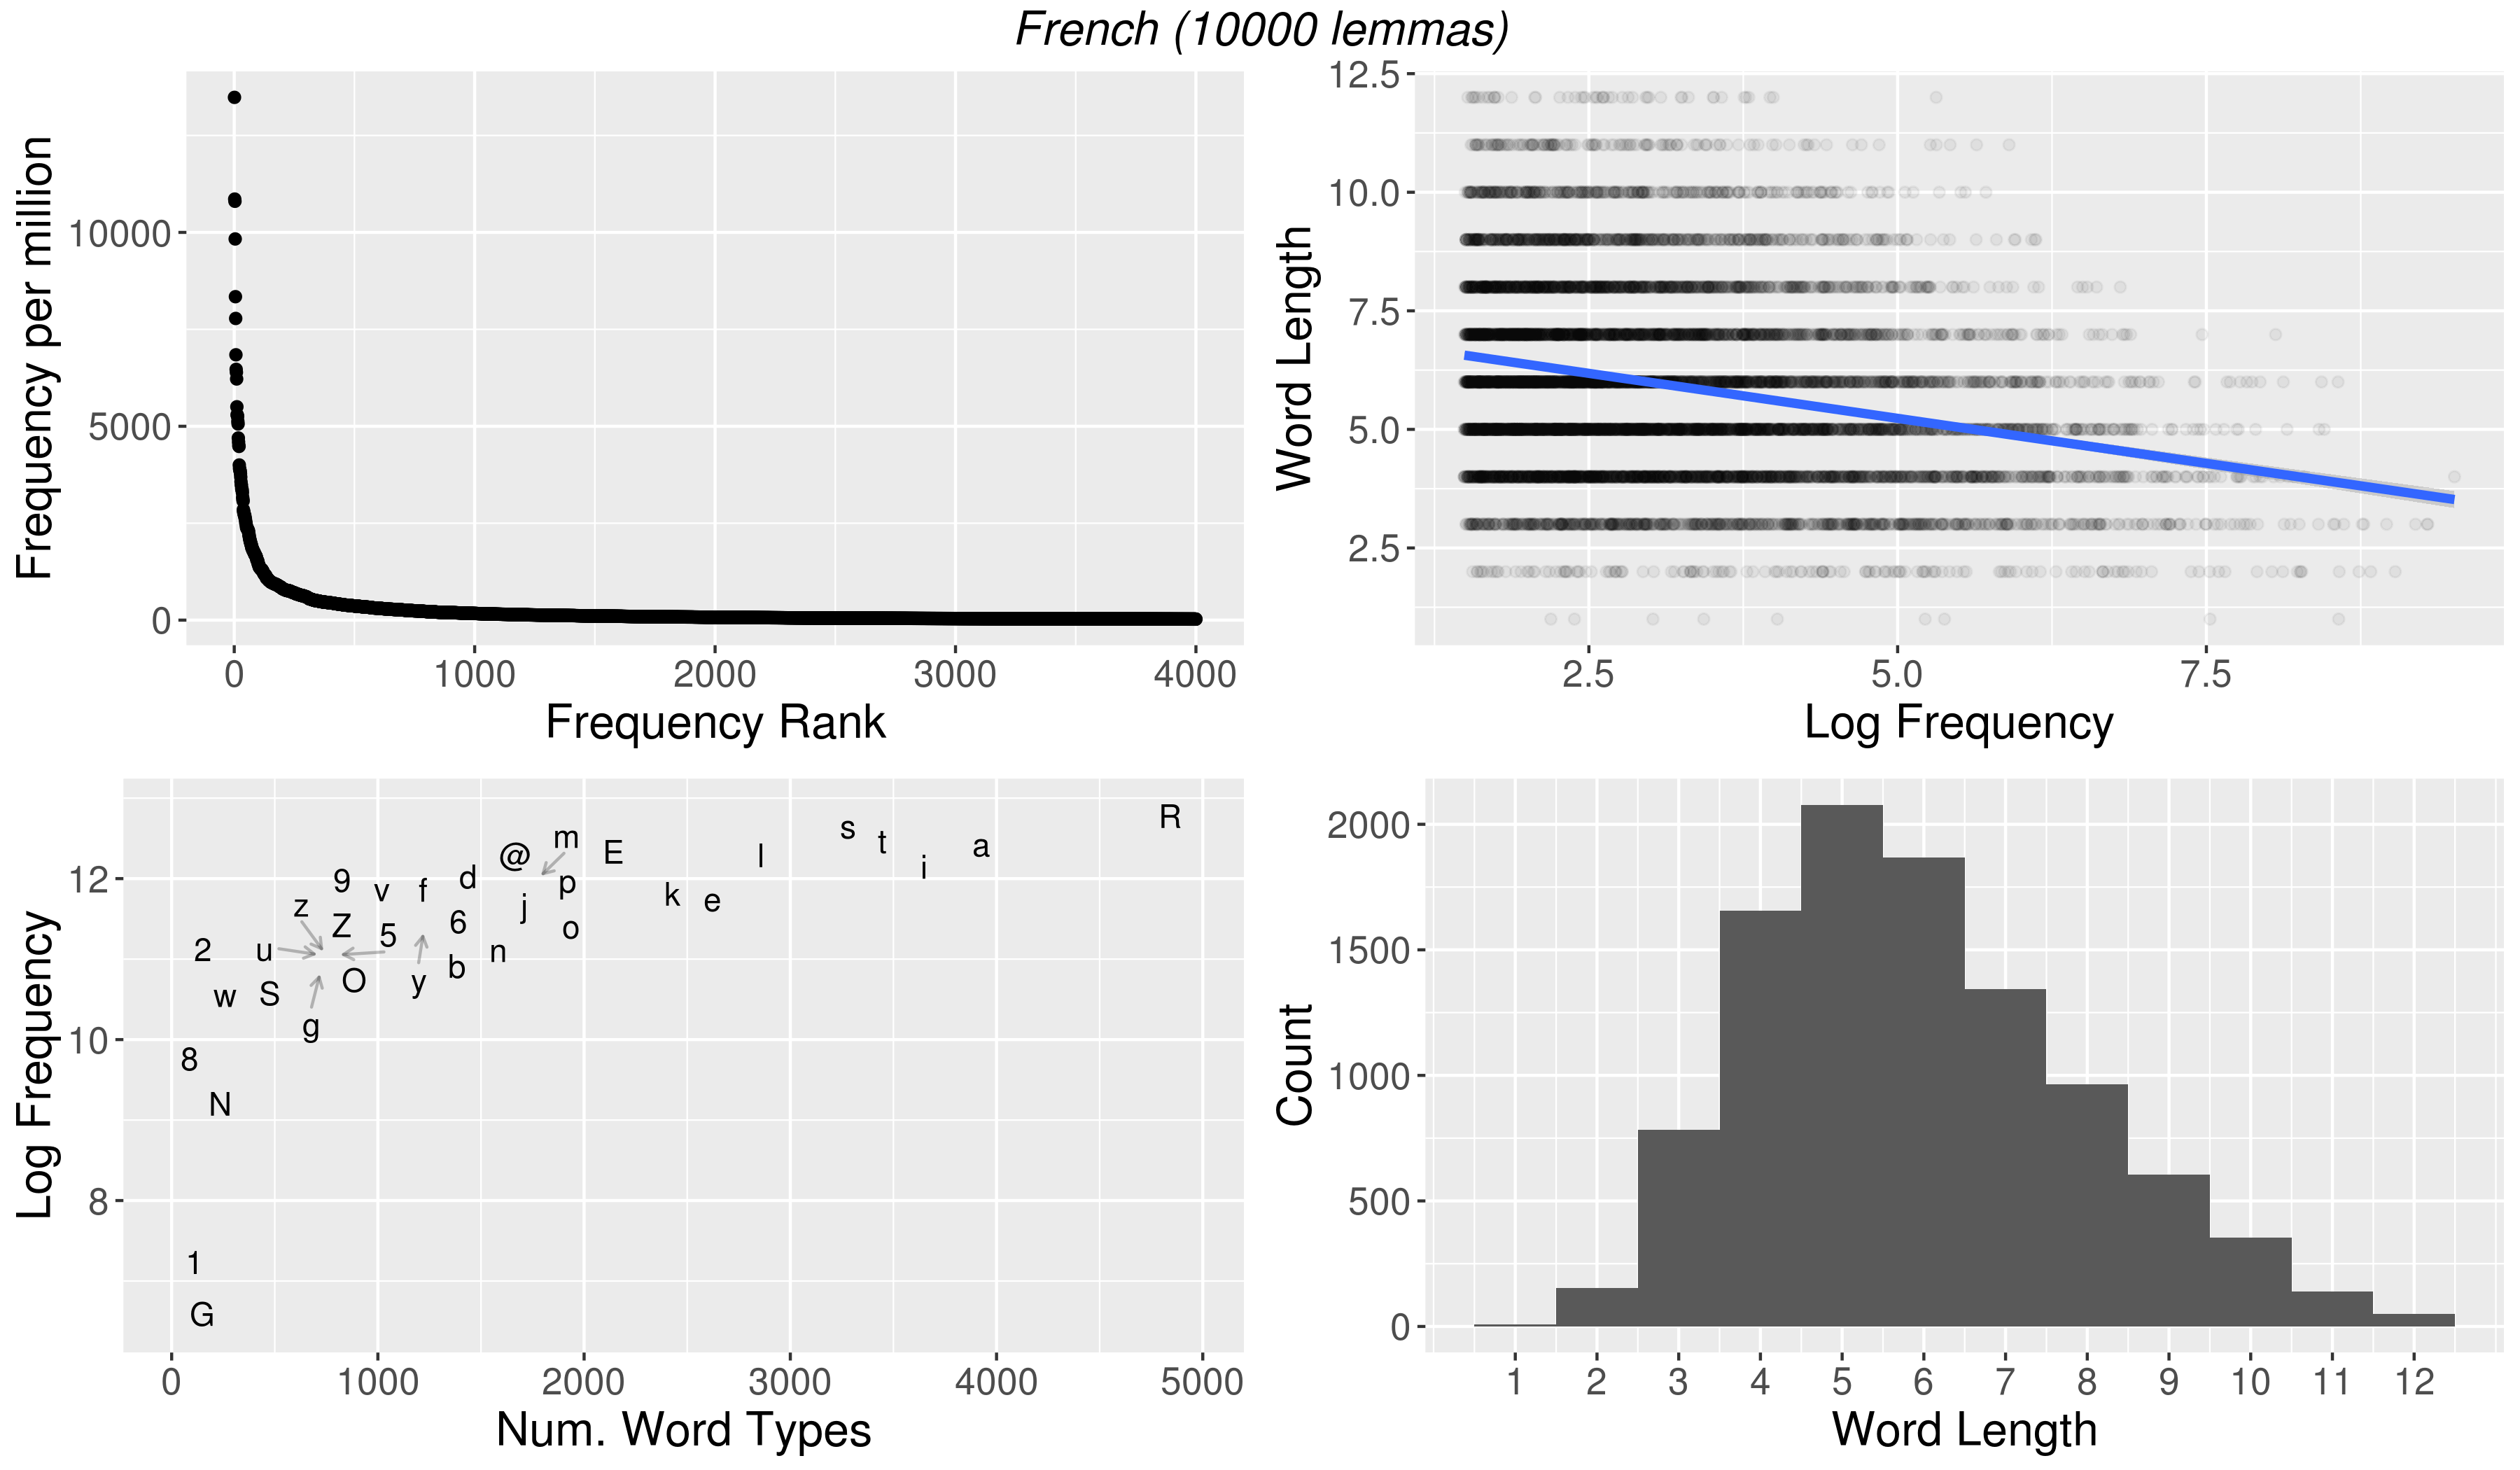 French (10000 lemmas)
Frequency per million
10000
5000
0
0 1000 2000 3000 4000
Frequency Rank
Word Length
12.5
10.0
7.5
5.0
2.5
2.5 5.0 7.5
Log Frequency
Log Frequency
12
10
8
R
s t
m
@ E l i a
9 v f d p k e
z Z 5 6 j o
2 u b n
w S O y
g
8
N
1
G
0 1000 2000 3000 4000 5000
Num. Word Types
Count
2000
1500
1000
500
0
1 2 3 4 5 6 7 8 9 10 11 12
Word Length